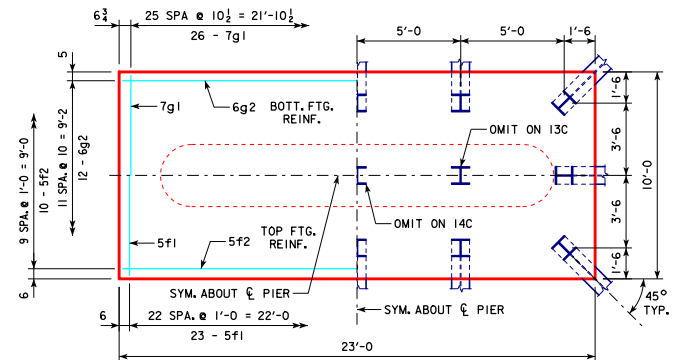 6¾ 25 SPA @ 10½ = 21'-10½
26 - 7g1
5'-0 5'-0 1'-6
5
7g1
6g2 BOTT. FTG.
REINF.
OMIT ON 13C
1'-6
3'-6
10'-0
3'-6
1'-6
9 SPA. @ 1'-0 = 9'-0
10 - 5f2
11 SPA. @ 10 = 9'-2
12 - 6g2
OMIT ON 14C
5f1
5f2 TOP FTG.
REINF.
6
SYM. ABOUT ℄ PIER
SYM. ABOUT ℄ PIER
45°
TYP.
6 22 SPA. @ 1'-0 = 22'-0
23 - 5f1
23'-0